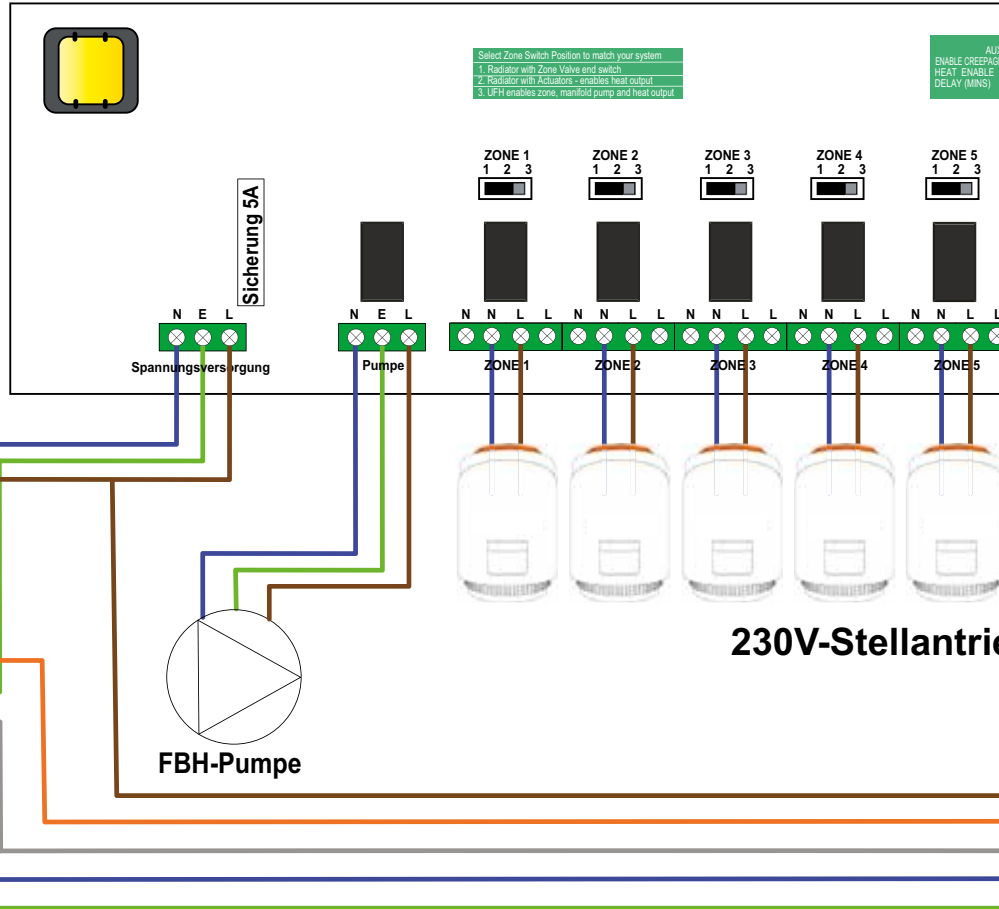 Select Zone Switch Position to match your system
1. Radiator with Zone Valve end switch
2. Radiator with Actuators - enables heat output
3. UFH enables zone, manifold pump and heat output
AUX
ENABLE CREEPAG
HEAT ENABLE
DELAY (MINS)
ZONE 1
1 2 3
ZONE 2
1 2 3
ZONE 3
1 2 3
ZONE 4
1 2 3
ZONE 5
1 2 3
Sicherung 5A
N E L
N E L
N N L L
N N L L
N N L L
N N L L
N N L L
Spannungsversorgung
Pumpe
ZONE 1
ZONE 2
ZONE 3
ZONE 4
ZONE 5
230V-Stellantrie
FBH-Pumpe